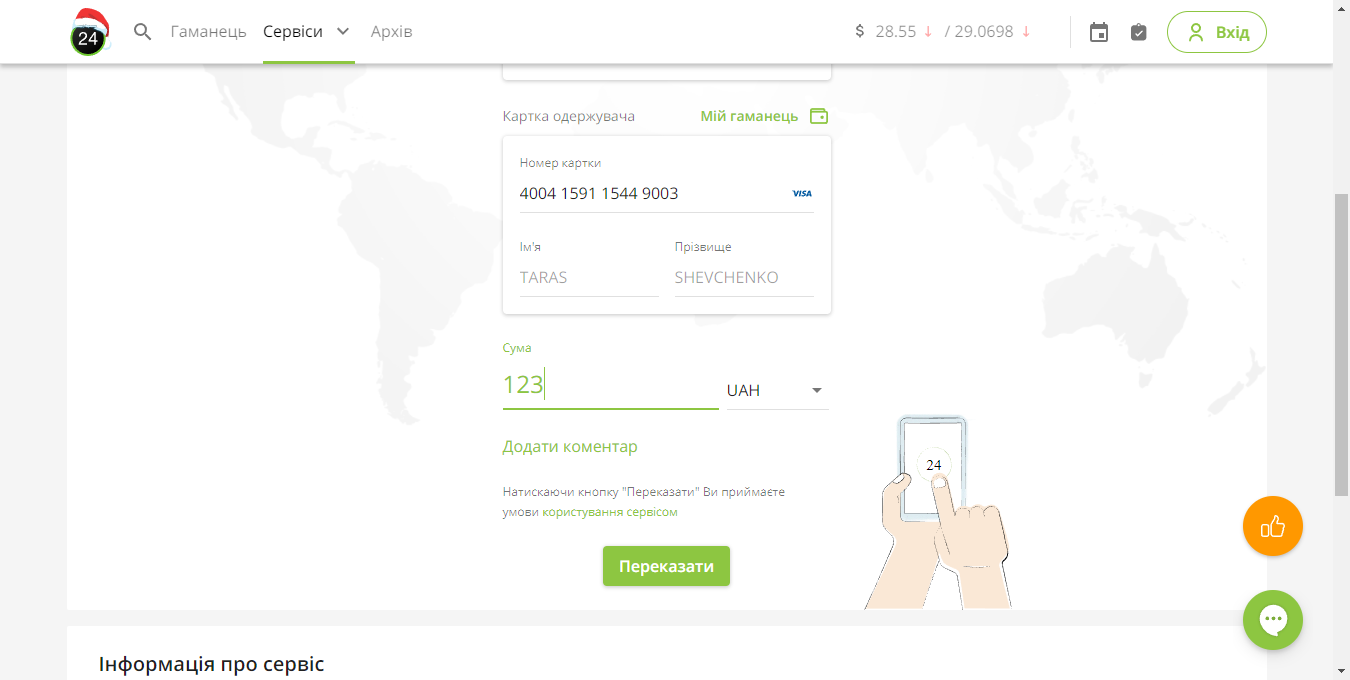 24
Гаманець Сервіси Архів $ 28.55 ↓ / 29.0698 ↓ Вхід
Картка одержувача Мій гаманець
Номер картки
4004 1591 1544 9003 VISA
Ім'я Прізвище
TARAS SHEVCHENKO
Сума
123 UAH
Додати коментар
24
Натискаючи кнопку "Переказати" Ви приймаєте
умови користування сервісом
Переказати
Інформація про сервіс